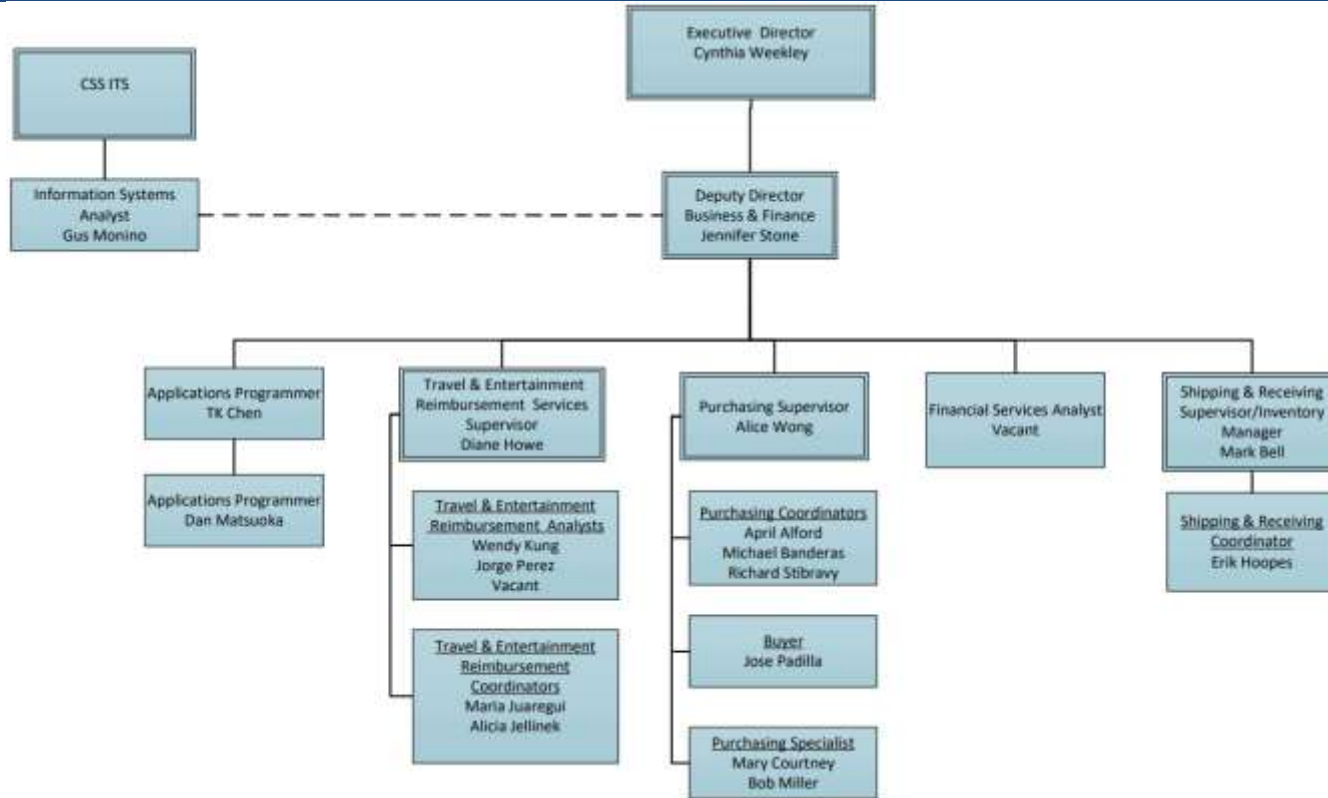 Executive Director
Cynthia Weekley
CSS ITS
Information Systems
Analyst
Gus Monino
Deputy Director
Business & Finance
Jennifer Stone
Applications Programmer
TK Chen
Travel & Entertainment
Reimbursement Services
Supervisor
Diane Howe
Purchasing Supervisor
Alice Wong
Financial Services Analyst
Vacant
Shipping & Receiving
Supervisor/Inventory
Manager
Mark Bell
Applications Programmer
Dan Matsuoka
Travel & Entertainment
Reimbursement Analysts
Wendy Kung
Jorge Perez
Vacant
Purchasing Coordinators
April Alford
Michael Banderas
Richard Stibravy
Shipping & Receiving
Coordinator
Erik Hoopes
Travel & Entertainment
Reimbursement
Coordinators
Maria Juaregui
Alicia Jellinek
Buyer
Jose Padilla
Purchasing Specialist
Mary Courtney
Bob Miller